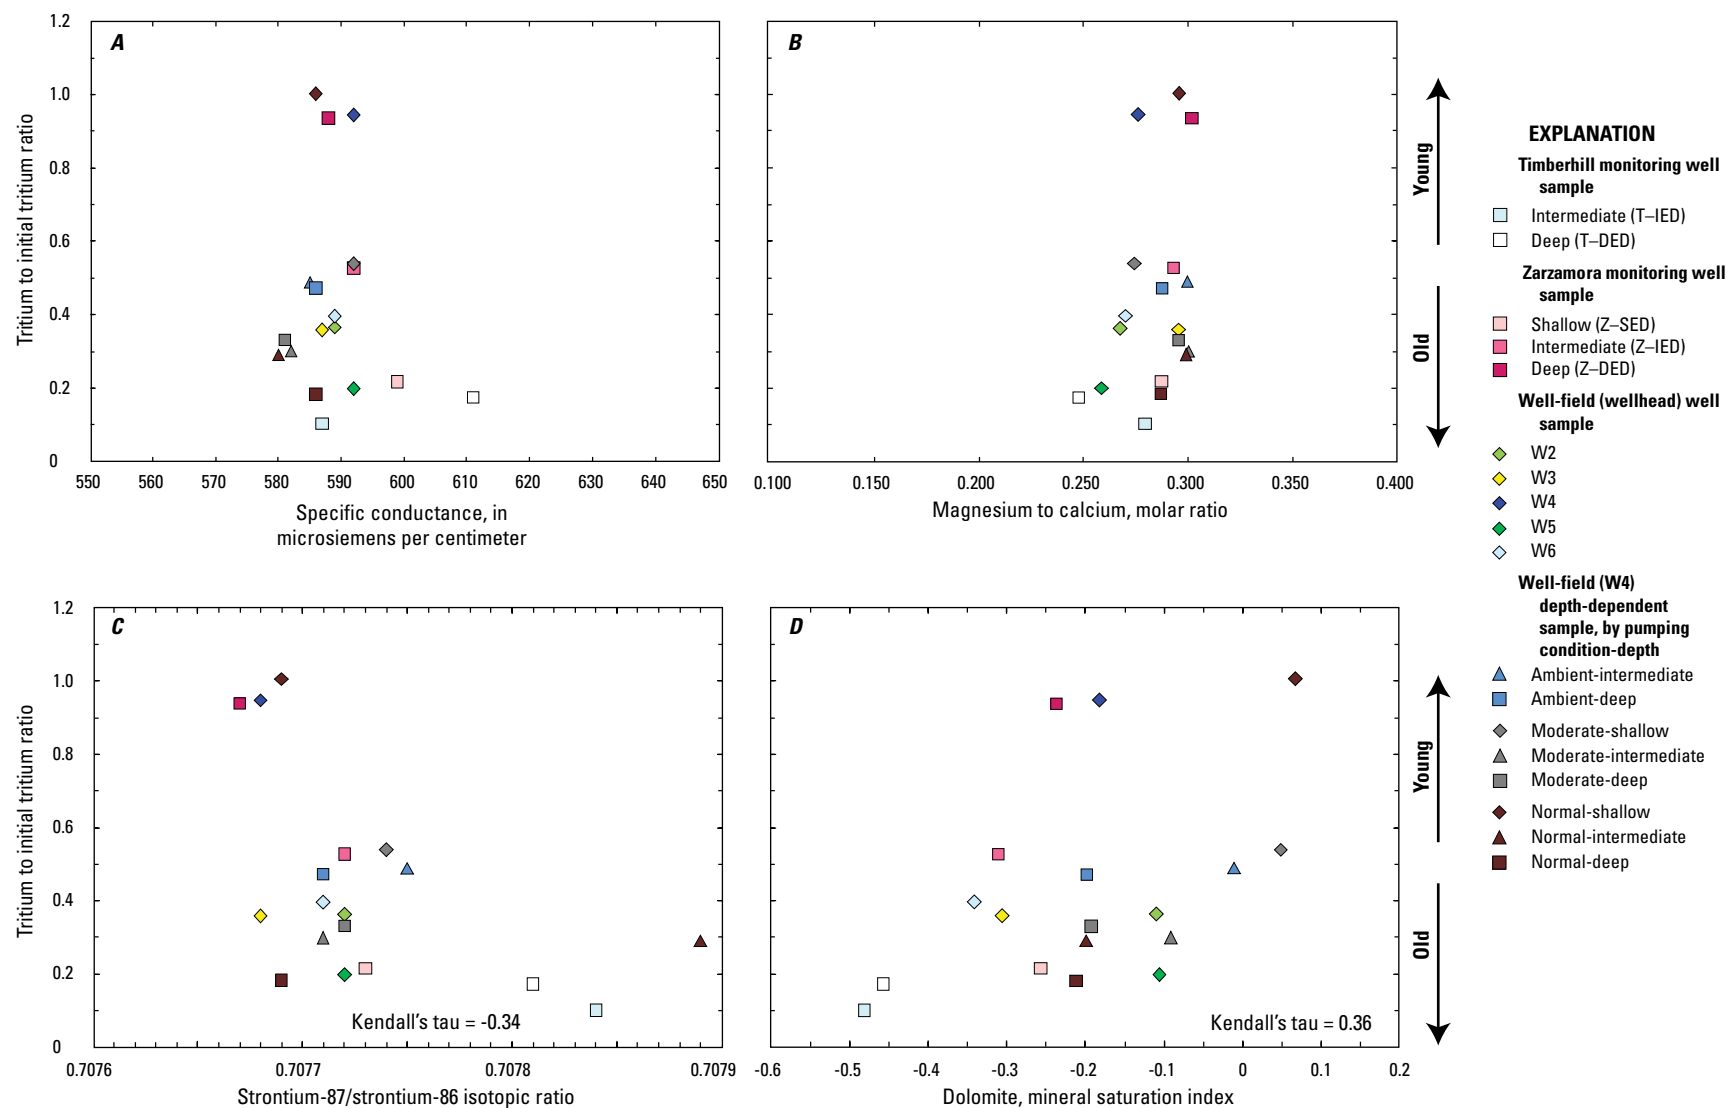 A
1.2
1.0
0.8
0.6
0.4
0.2
0
Tritium to initial tritium ratio
550 560 570 580 590 600 610 620 630 640 650
Specific conductance, in
microsiemens per centimeter
B
0.100 0.150 0.200 0.250 0.300 0.350 0.400
Magnesium to calcium, molar ratio
Young
Old
C
1.2
1.0
0.8
0.6
0.4
0.2
0
Tritium to initial tritium ratio
Kendall's tau = -0.34
0.7076 0.7077 0.7078 0.7079
Strontium-87/strontium-86 isotopic ratio
D
Kendall's tau = 0.36
-0.6 -0.5 -0.4 -0.3 -0.2 -0.1 0 0.1 0.2
Dolomite, mineral saturation index
Young
Old
EXPLANATION
Timberhill monitoring well
sample
Intermediate (T–IED)
Deep (T–DED)
Zarzamora monitoring well
sample
Shallow (Z–SED)
Intermediate (Z–IED)
Deep (Z–DED)
Well-field (wellhead) well
sample
W2
W3
W4
W5
W6
Well-field (W4)
depth-dependent
sample, by pumping
condition-depth
Ambient-intermediate
Ambient-deep
Moderate-shallow
Moderate-intermediate
Moderate-deep
Normal-shallow
Normal-intermediate
Normal-deep